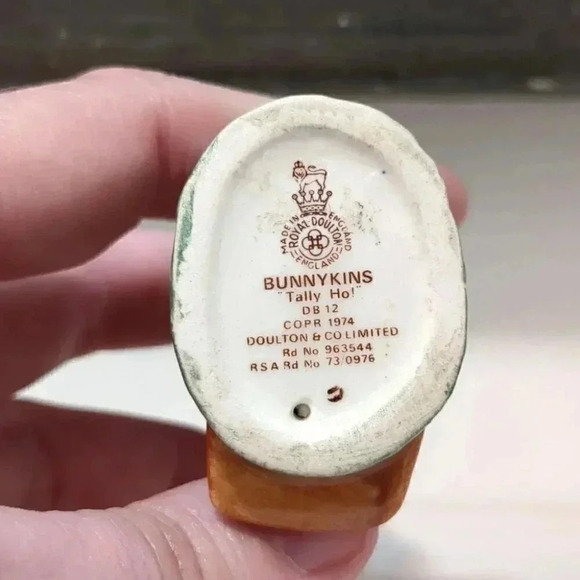 MADE IN ENGLAND
ROYAL DOULTON
ENGLAND
BUNNYKINS
"Tally Ho!"
DB 12
COPR 1974
DOULTON & CO LIMITED
Rd No 963544
RSA Rd No 73/0976